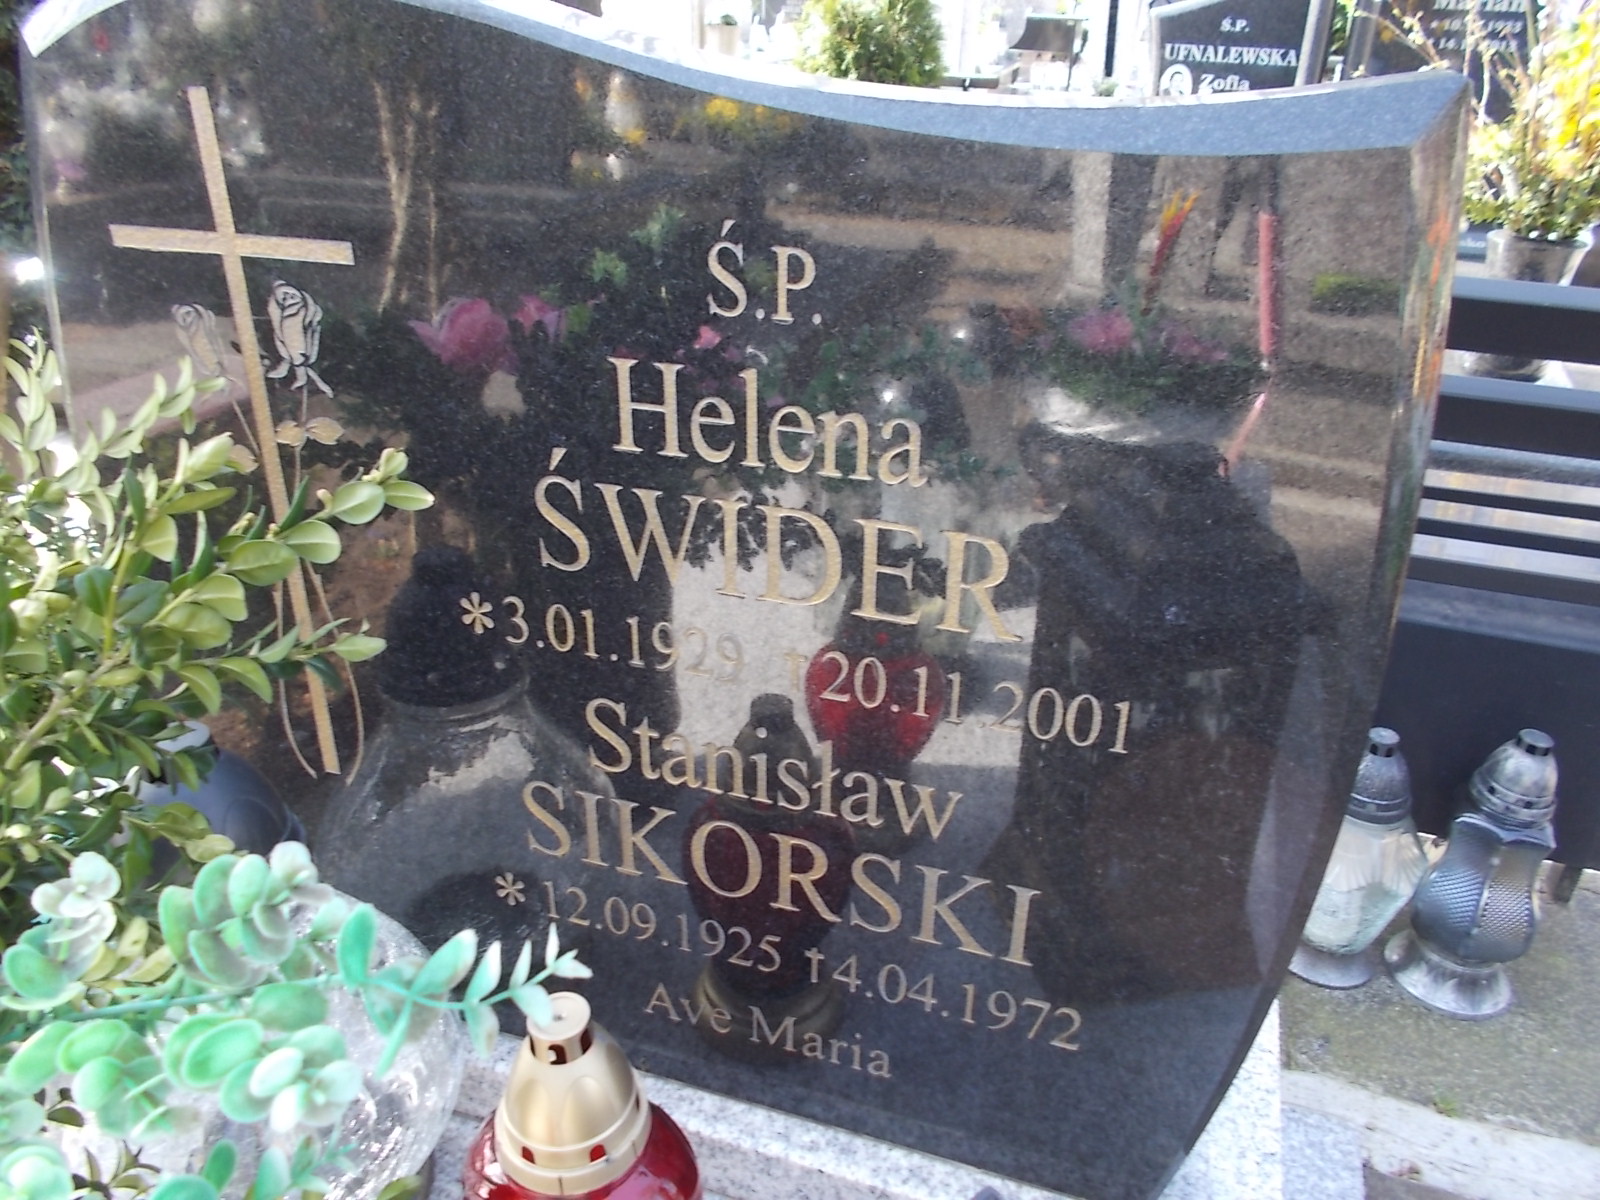 Ś.P.
Helena
ŚWIDER
*3.01.1929 †20.11.2001
Stanisław
SIKORSKI
* 12.09.1925 †4.04.1972
Ave Maria
Ś.P.
UFNALEWSKA
Zofia
Marian